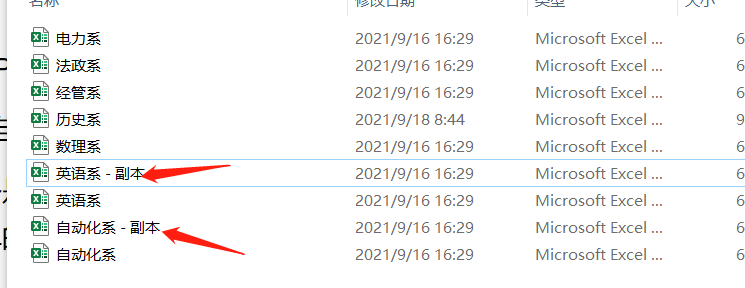 名称 修改日期 类型 大小
电力系 2021/9/16 16:29 Microsoft Excel ... 6
法政系 2021/9/16 16:29 Microsoft Excel ... 6
经管系 2021/9/16 16:29 Microsoft Excel ... 6
历史系 2021/9/18 8:44 Microsoft Excel ... 9
数理系 2021/9/16 16:29 Microsoft Excel ... 6
英语系 - 副本 2021/9/16 16:29 Microsoft Excel ... 6
英语系 2021/9/16 16:29 Microsoft Excel ... 6
自动化系 - 副本 2021/9/16 16:29 Microsoft Excel ... 6
自动化系 2021/9/16 16:29 Microsoft Excel ... 6